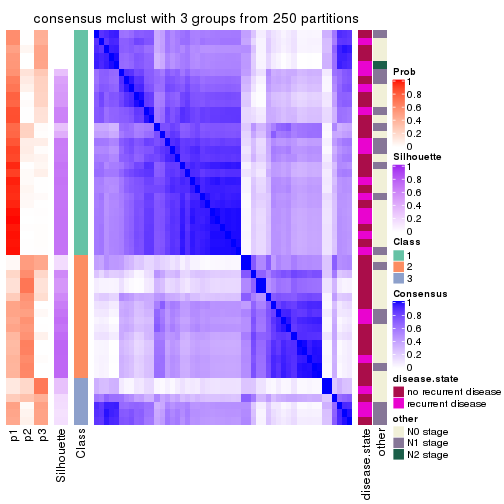 consensus mclust with 3 groups from 250 partitions
Prob
1
0.8
0.6
0.4
0.2
0
Silhouette
1
0.8
0.6
0.4
0.2
0
Class
1
2
3
Consensus
1
0.8
0.6
0.4
0.2
0
disease.state
no recurrent disease
recurrent disease
other
N0 stage
N1 stage
N2 stage
p1
p2
p3
Silhouette
Class
disease.state
other